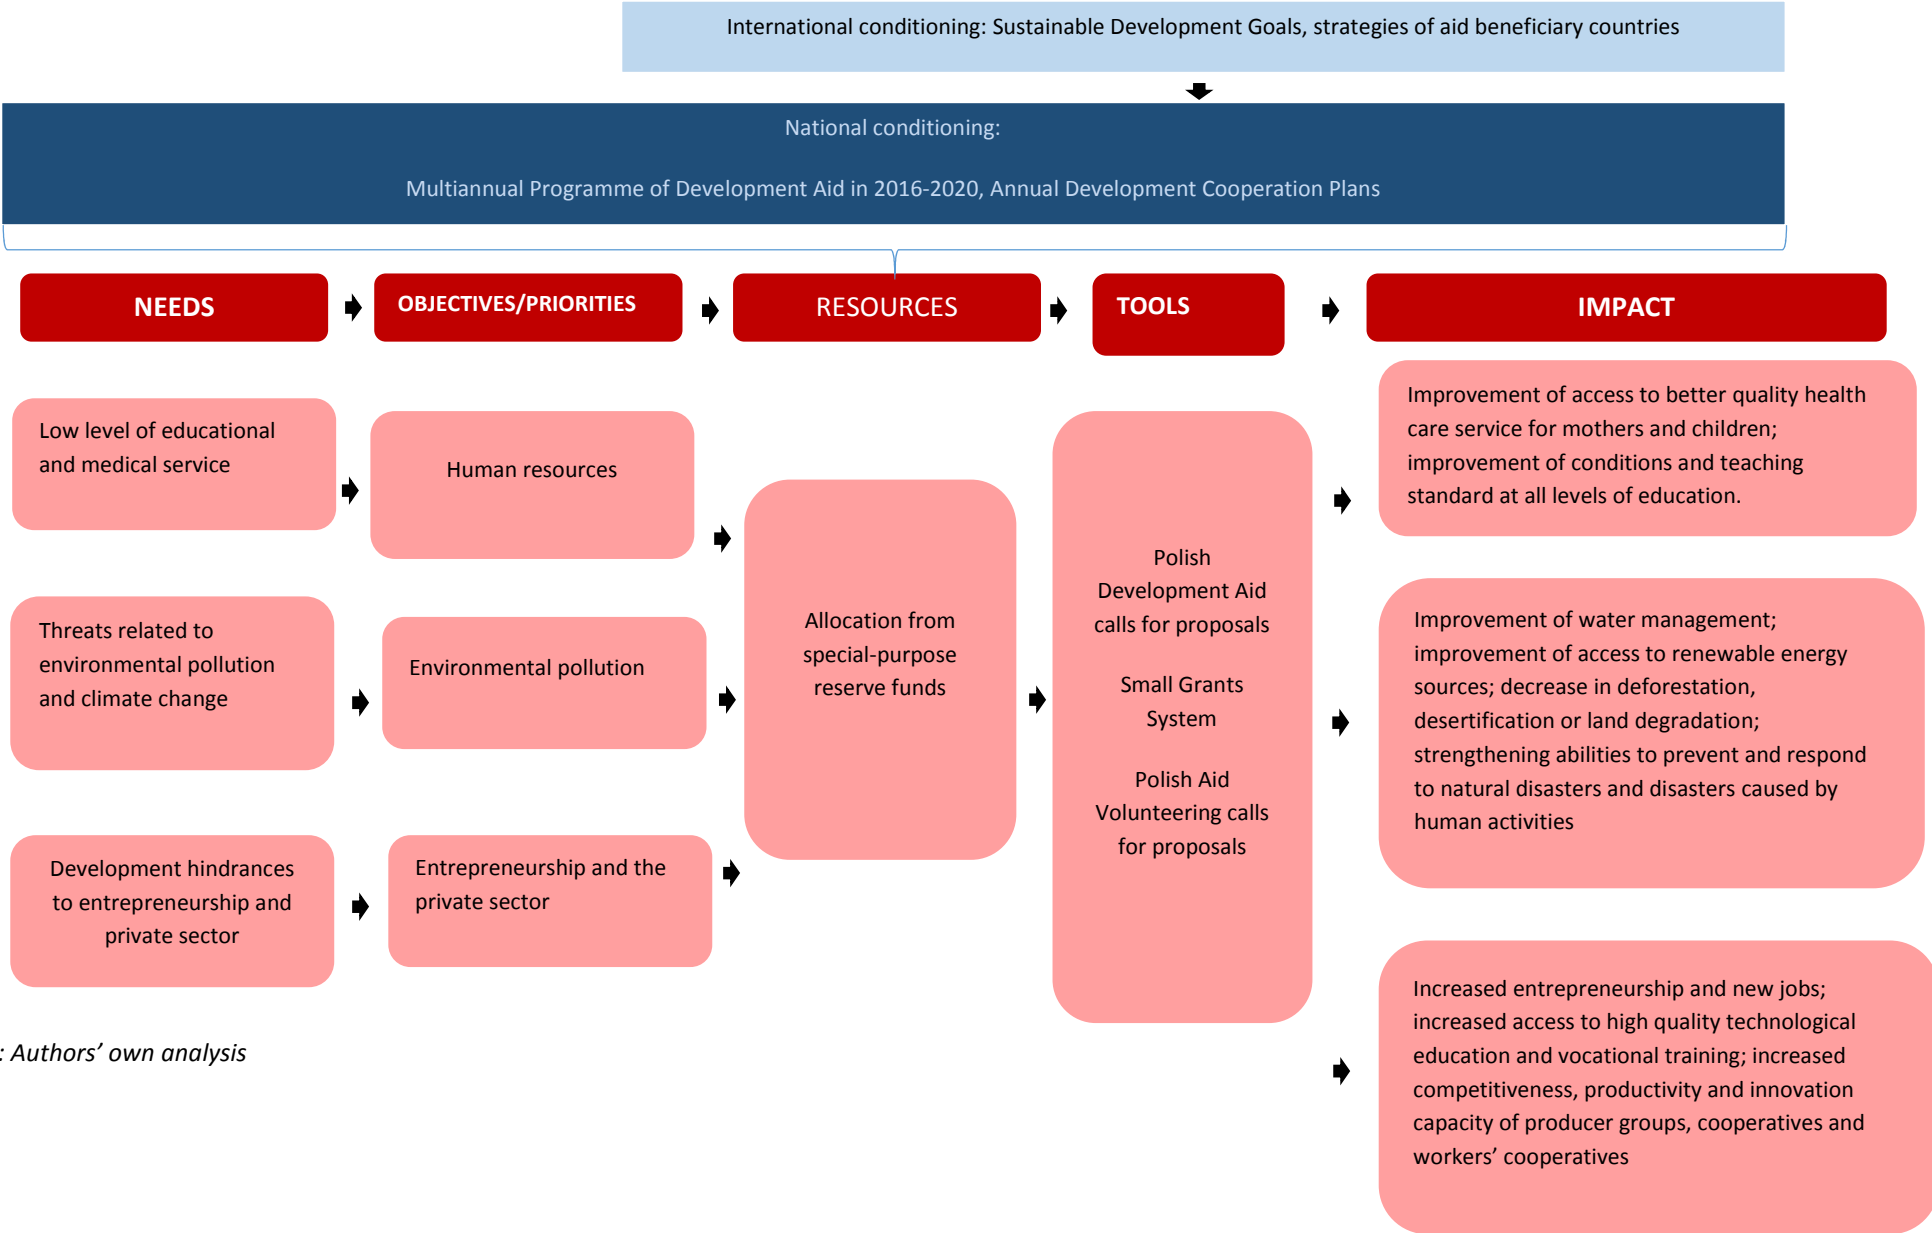 International conditioning: Sustainable Development Goals, strategies of aid beneficiary countries
National conditioning:
Multiannual Programme of Development Aid in 2016-2020, Annual Development Cooperation Plans
NEEDS
OBJECTIVES/PRIORITIES
RESOURCES
TOOLS
IMPACT
Low level of educational
and medical service
Human resources
Threats related to
environmental pollution
and climate change
Environmental pollution
Development hindrances
to entrepreneurship and
private sector
Entrepreneurship and the
private sector
Allocation from
special-purpose
reserve funds
Polish
Development Aid
calls for proposals
Small Grants
System
Polish Aid
Volunteering calls
for proposals
Improvement of access to better quality health
care service for mothers and children;
improvement of conditions and teaching
standard at all levels of education.
Improvement of water management;
improvement of access to renewable energy
sources; decrease in deforestation,
desertification or land degradation;
strengthening abilities to prevent and respond
to natural disasters and disasters caused by
human activities
Increased entrepreneurship and new jobs;
increased access to high quality technological
education and vocational training; increased
competitiveness, productivity and innovation
capacity of producer groups, cooperatives and
workers’ cooperatives
: Authors’ own analysis